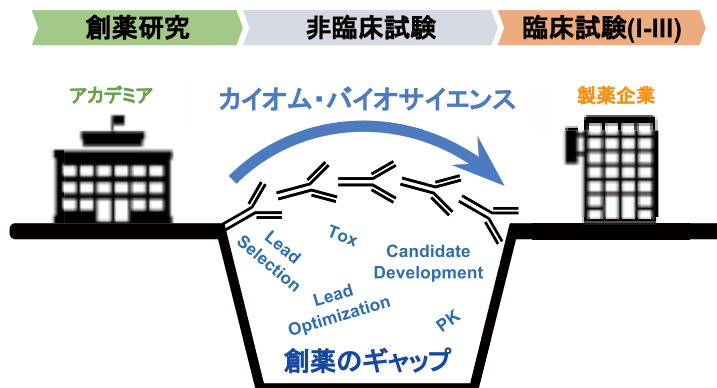 創薬研究
非臨床試験
臨床試験(I-III)
アカデミア
カイオム・バイオサイエンス
製薬企業
Lead
Selection
Tox
Candidate
Development
Lead
Optimization
PK
創薬のギャップ